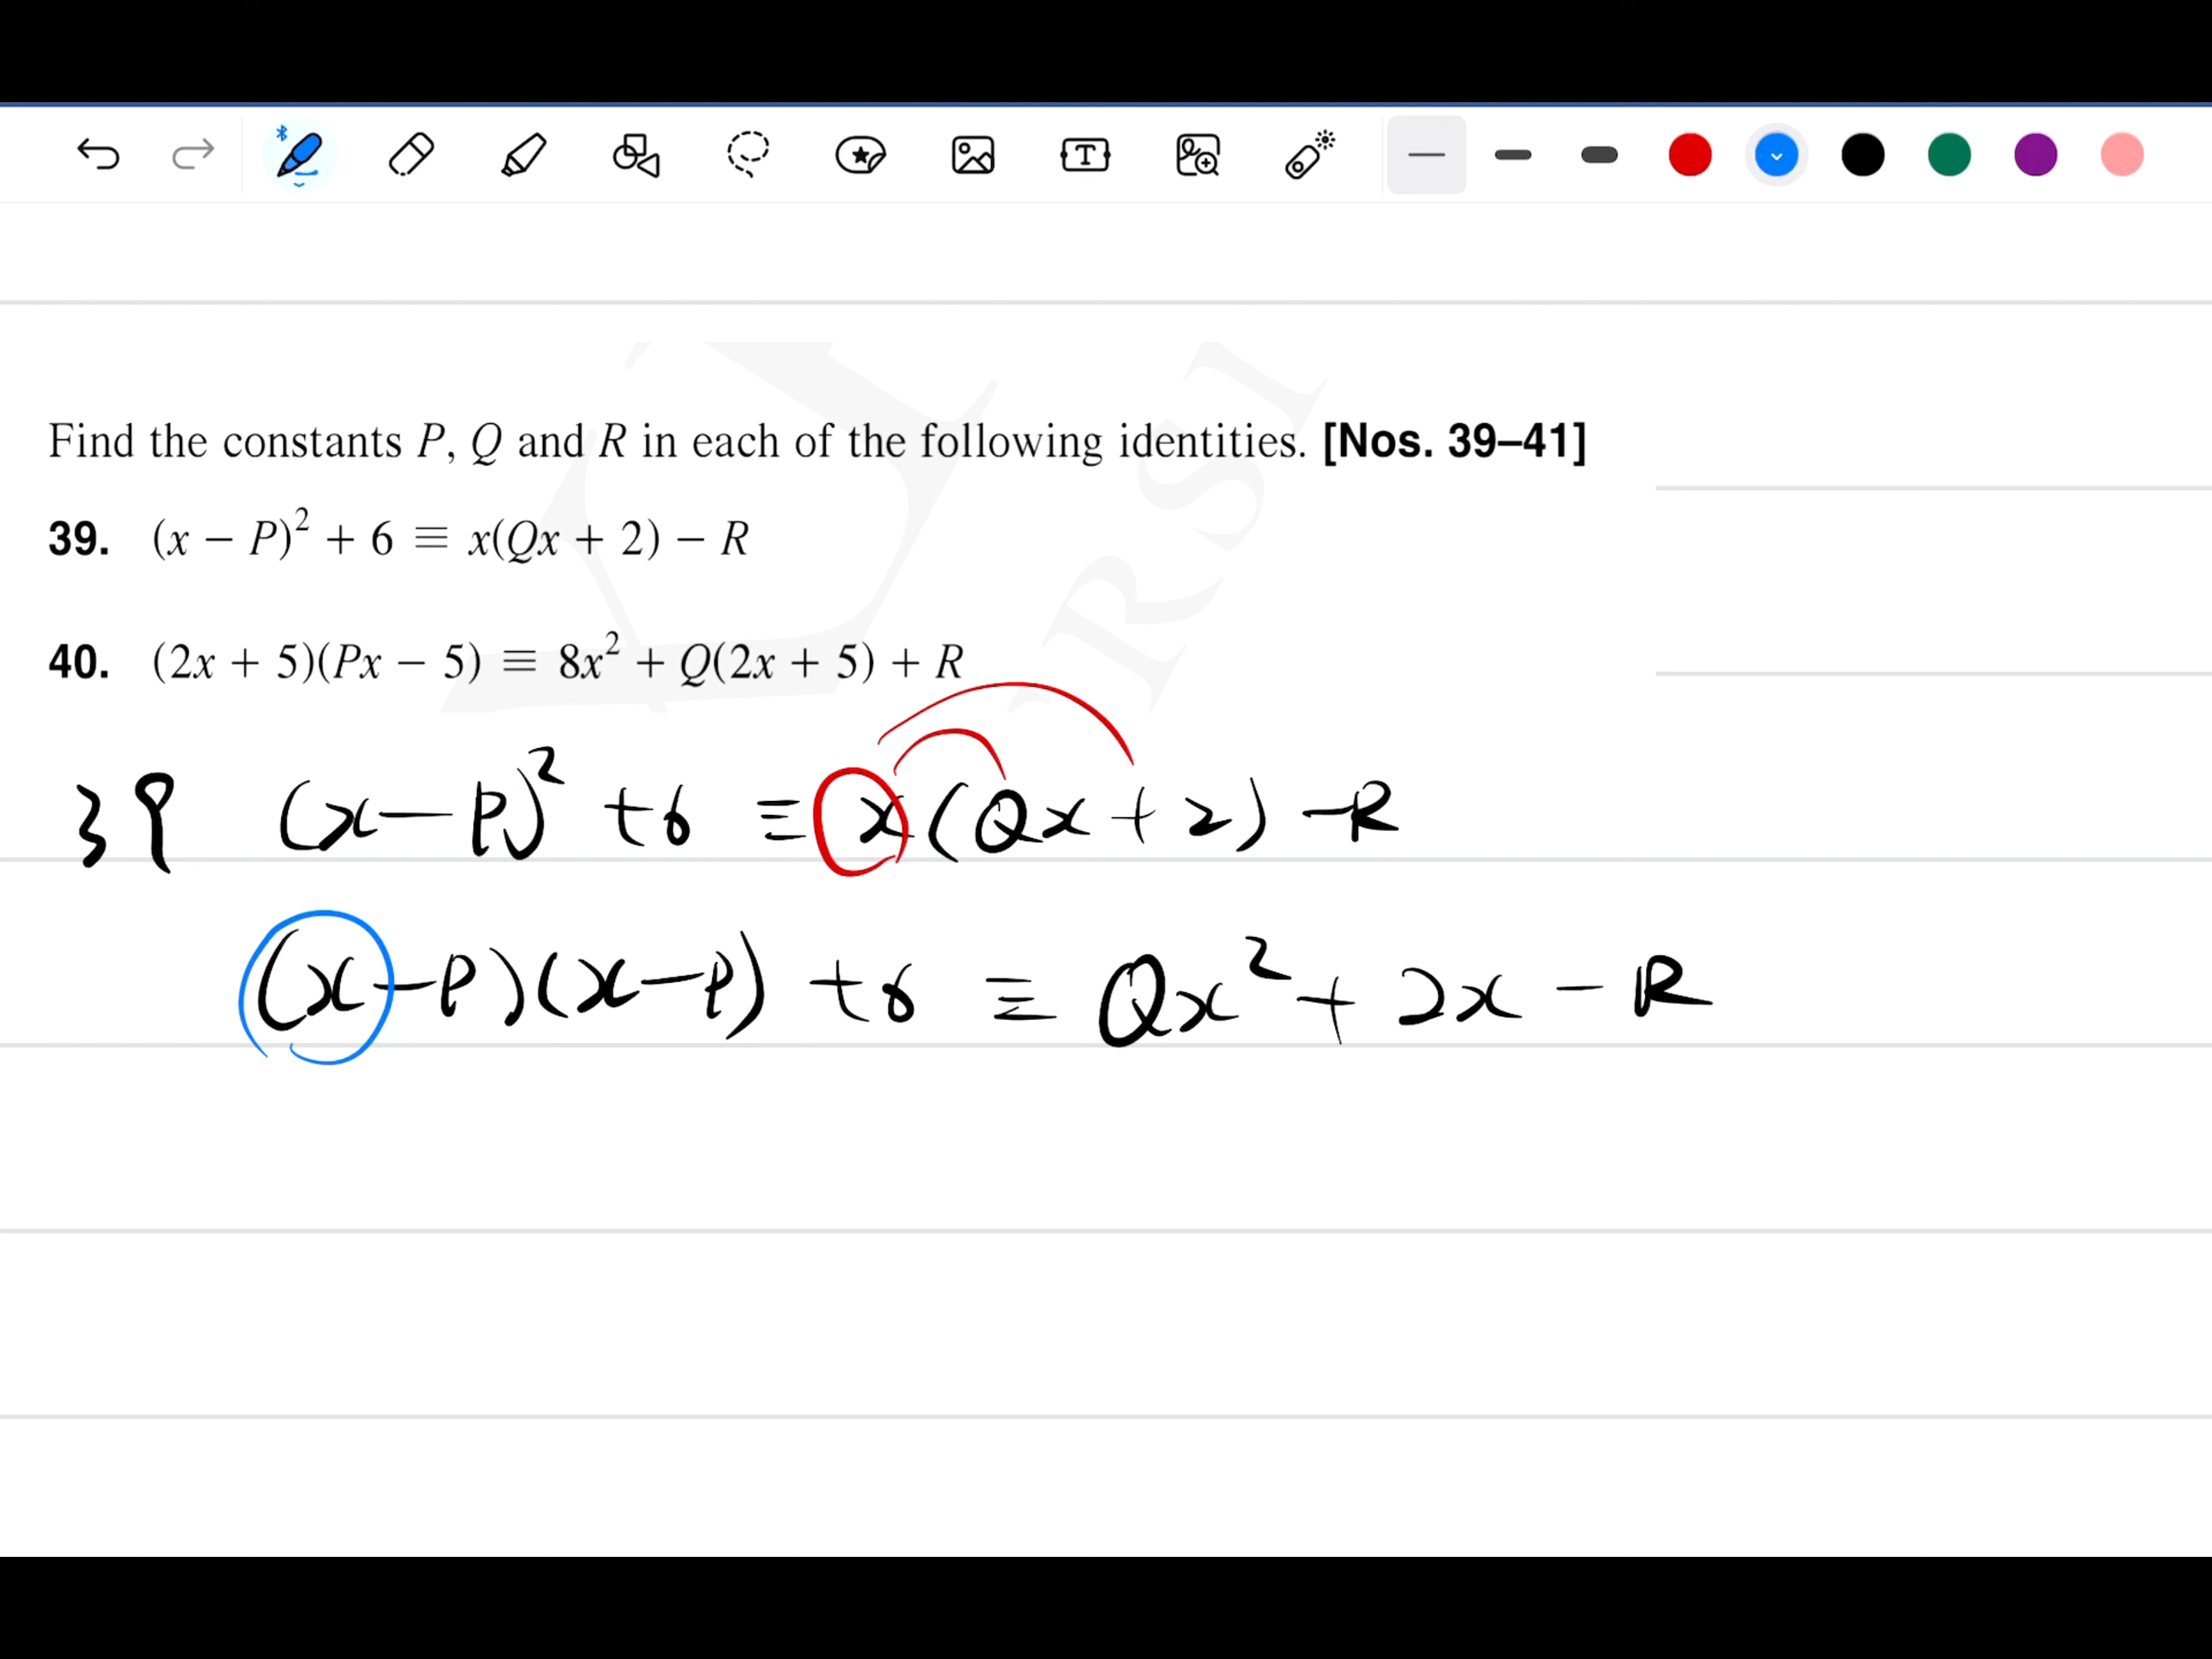 Find the constants P, Q and R in each of the following identities. [Nos. 39–41]
39. (x − P)² + 6 ≡ x(Qx + 2) − R
40. (2x + 5)(Px − 5) ≡ 8x² + Q(2x + 5) + R
39 (x − P)² + 6 ≡ x(Qx + 2) − R
(x − P)(x − P) + 6 ≡ Qx² + 2x − R
RSI